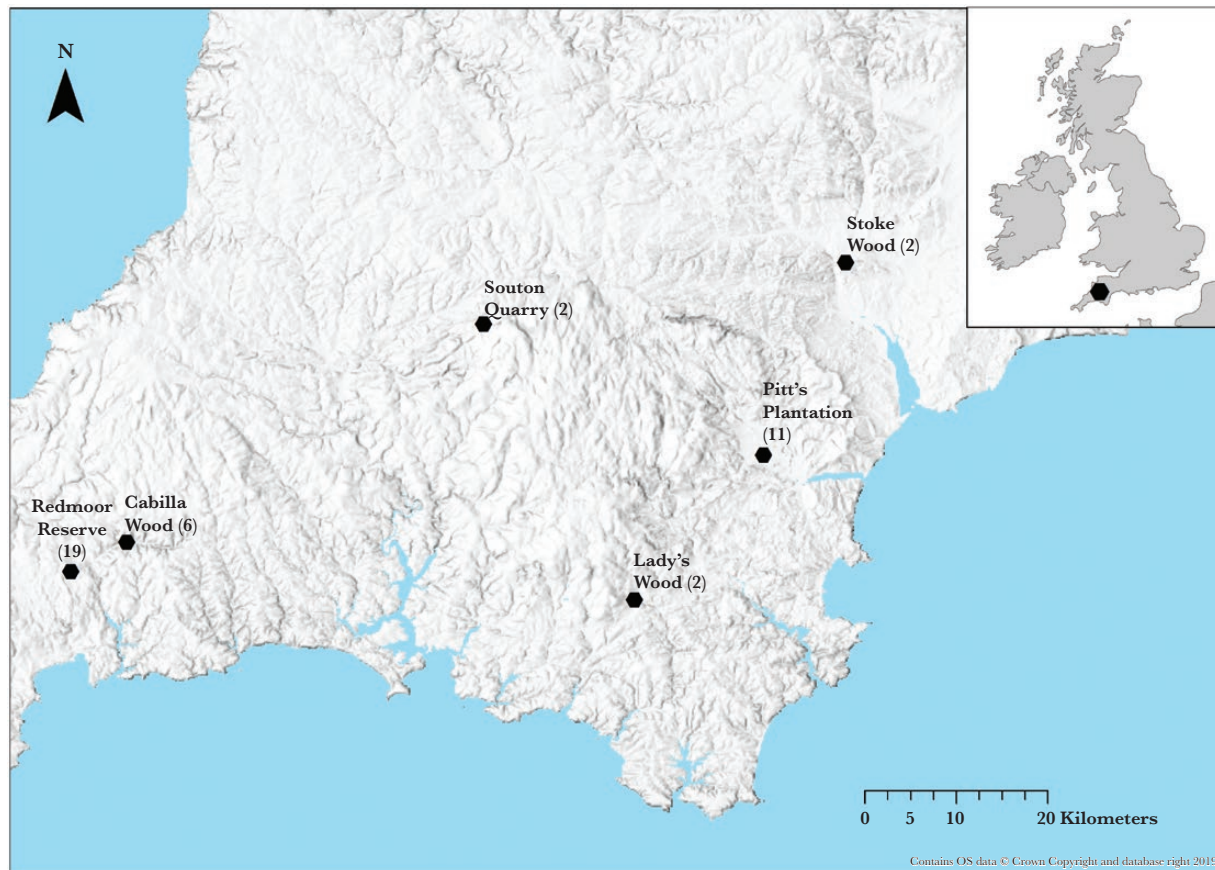 N
Stoke
Wood (2)
Souton
Quarry (2)
Pitt's
Plantation
(11)
Redmoor
Reserve
(19)
Cabilla
Wood (6)
Lady's
Wood (2)
0 5 10 20 Kilometers
Contains OS data © Crown Copyright and database right 2019